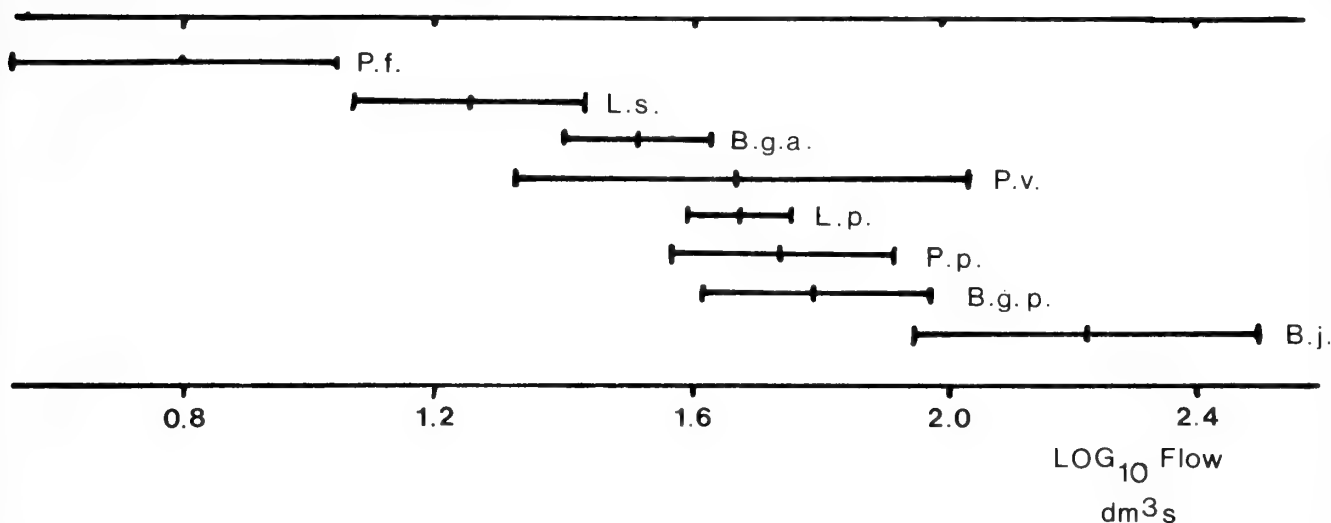 P.f.
L.s.
B.g.a.
P.v.
L.p.
P.p.
B.g.p.
B.j.
0.8 1.2 1.6 2.0 2.4
LOG₁₀ Flow
dm³s